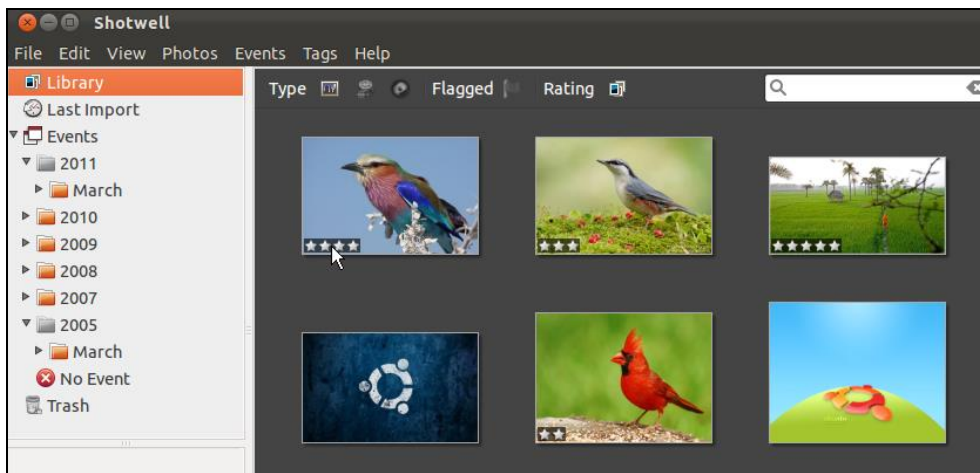 Shotwell
File Edit View Photos Events Tags Help
Library
Last Import
Events
2011
March
2010
2009
2008
2007
2005
March
No Event
Trash
Type Flagged Rating